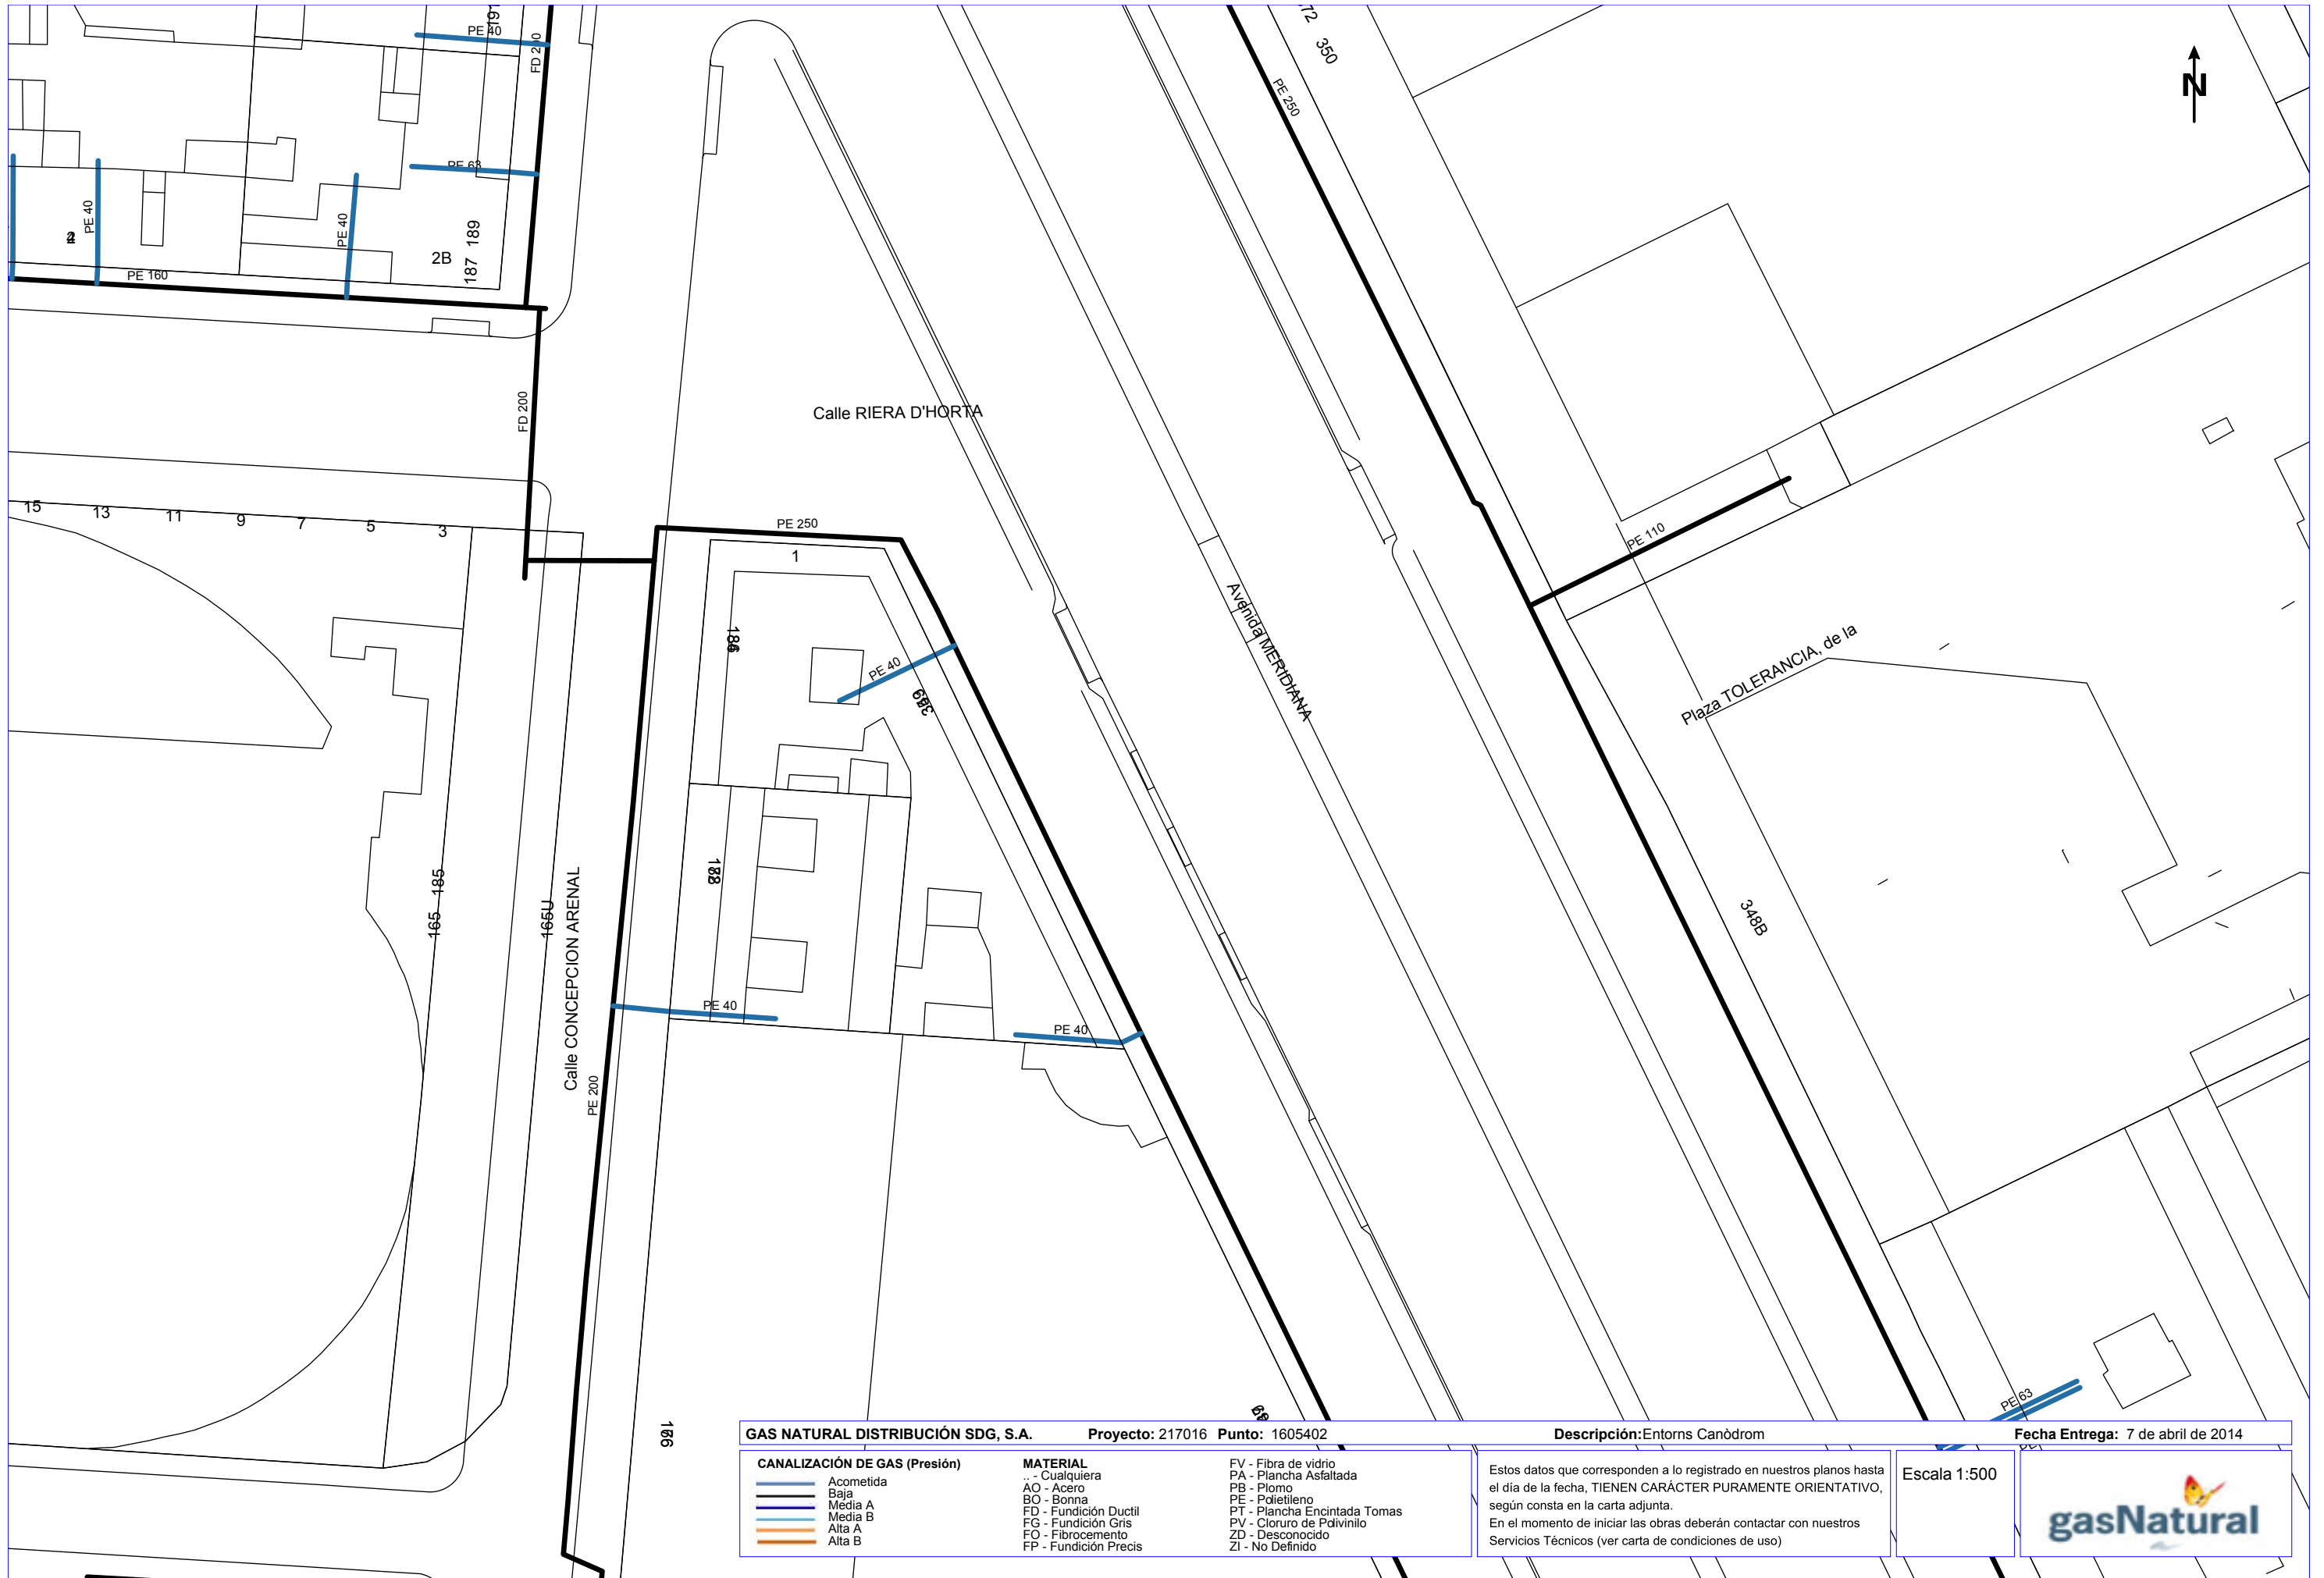 191
PE 40
FD 200
72
350
PE 250
N
PE 63
PE 40
PE 40
2B
187 189
PE 160
FD 200
Calle RIERA D'HORTA
15
13
11
9
7
5
3
PE 250
1
PE 110
Avenida MERIDIANA
PE 40
Plaza TOLERANCIA, de la
165 185
165U
Calle CONCEPCION ARENAL
348B
PE 40
PE 40
PE 200
PE 63
GAS NATURAL DISTRIBUCIÓN SDG, S.A. Proyecto: 217016 Punto: 1605402 Descripción:Entorns Canòdrom Fecha Entrega: 7 de abril de 2014
CANALIZACIÓN DE GAS (Presión)
Acometida
Baja
Media A
Media B
Alta A
Alta B
MATERIAL
.. - Cualquiera
AO - Acero
BO - Bonna
FD - Fundición Ductil
FG - Fundición Gris
FO - Fibrocemento
FP - Fundición Precis
FV - Fibra de vidrio
PA - Plancha Asfaltada
PB - Plomo
PE - Polietileno
PT - Plancha Encintada Tomas
PV - Cloruro de Polivinilo
ZD - Desconocido
ZI - No Definido
Estos datos que corresponden a lo registrado en nuestros planos hasta
el día de la fecha, TIENEN CARÁCTER PURAMENTE ORIENTATIVO,
según consta en la carta adjunta.
En el momento de iniciar las obras deberán contactar con nuestros
Servicios Técnicos (ver carta de condiciones de uso)
Escala 1:500
gasNatural